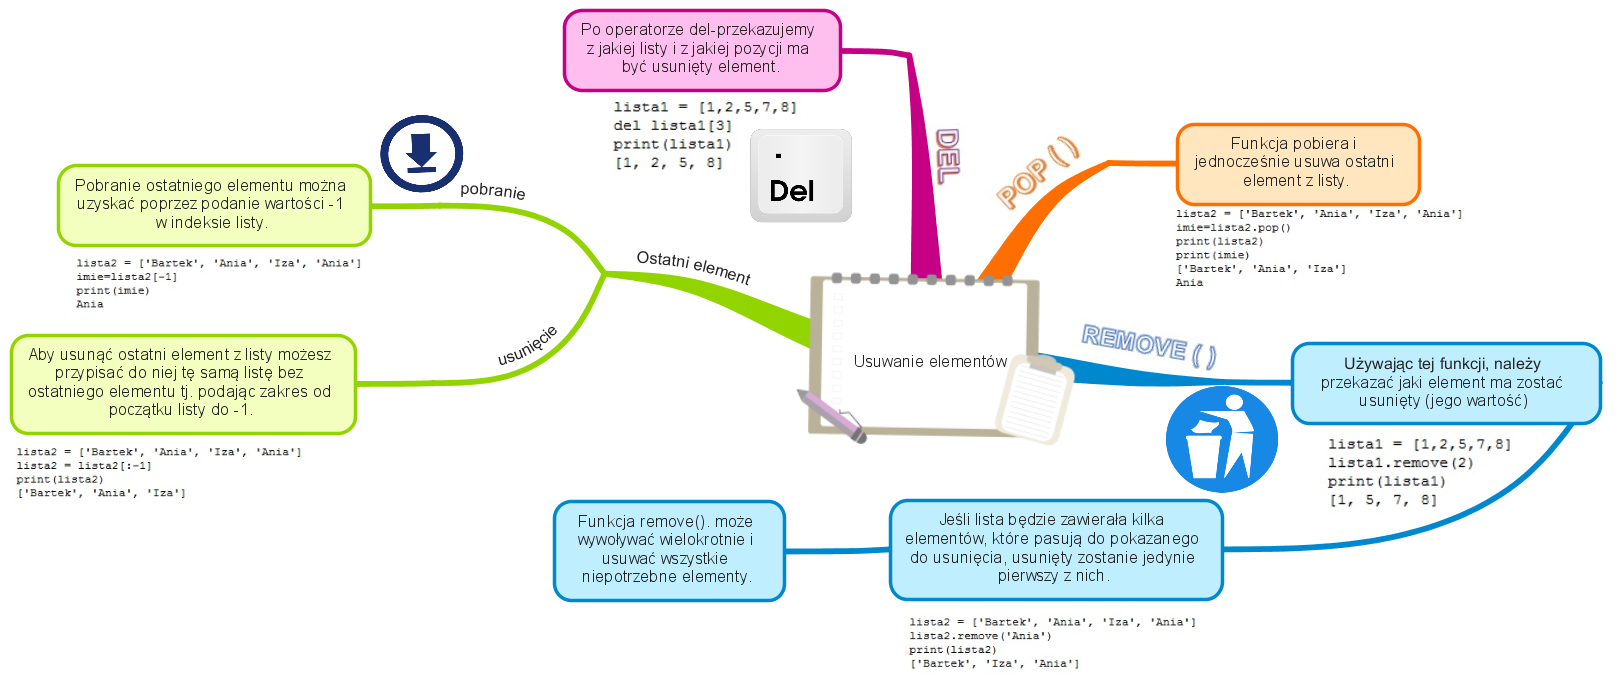 Usuwanie elementów
DEL
Po operatorze del-przekazujemy
z jakiej listy i z jakiej pozycji ma
być usunięty element.
lista1 = [1,2,5,7,8]
del lista1[3]
print(lista1)
[1, 2, 5, 8]
.
Del
POP ( )
Funkcja pobiera i
jednocześnie usuwa ostatni
element z listy.
lista2 = ['Bartek', 'Ania', 'Iza', 'Ania']
imie=lista2.pop()
print(lista2)
print(imie)
['Bartek', 'Ania', 'Iza']
Ania
REMOVE ( )
Używając tej funkcji, należy
przekazać jaki element ma zostać
usunięty (jego wartość)
lista1 = [1,2,5,7,8]
lista1.remove(2)
print(lista1)
[1, 5, 7, 8]
Jeśli lista będzie zawierała kilka
elementów, które pasują do pokazanego
do usunięcia, usunięty zostanie jedynie
pierwszy z nich.
lista2 = ['Bartek', 'Ania', 'Iza', 'Ania']
lista2.remove('Ania')
print(lista2)
['Bartek', 'Iza', 'Ania']
Funkcja remove(). może
wywoływać wielokrotnie i
usuwać wszystkie
niepotrzebne elementy.
Ostatni element
pobranie
Pobranie ostatniego elementu można
uzyskać poprzez podanie wartości -1
w indeksie listy.
lista2 = ['Bartek', 'Ania', 'Iza', 'Ania']
imie=lista2[-1]
print(imie)
Ania
usunięcie
Aby usunąć ostatni element z listy możesz
przypisać do niej tę samą listę bez
ostatniego elementu tj. podając zakres od
początku listy do -1.
lista2 = ['Bartek', 'Ania', 'Iza', 'Ania']
lista2 = lista2[:-1]
print(lista2)
['Bartek', 'Ania', 'Iza']